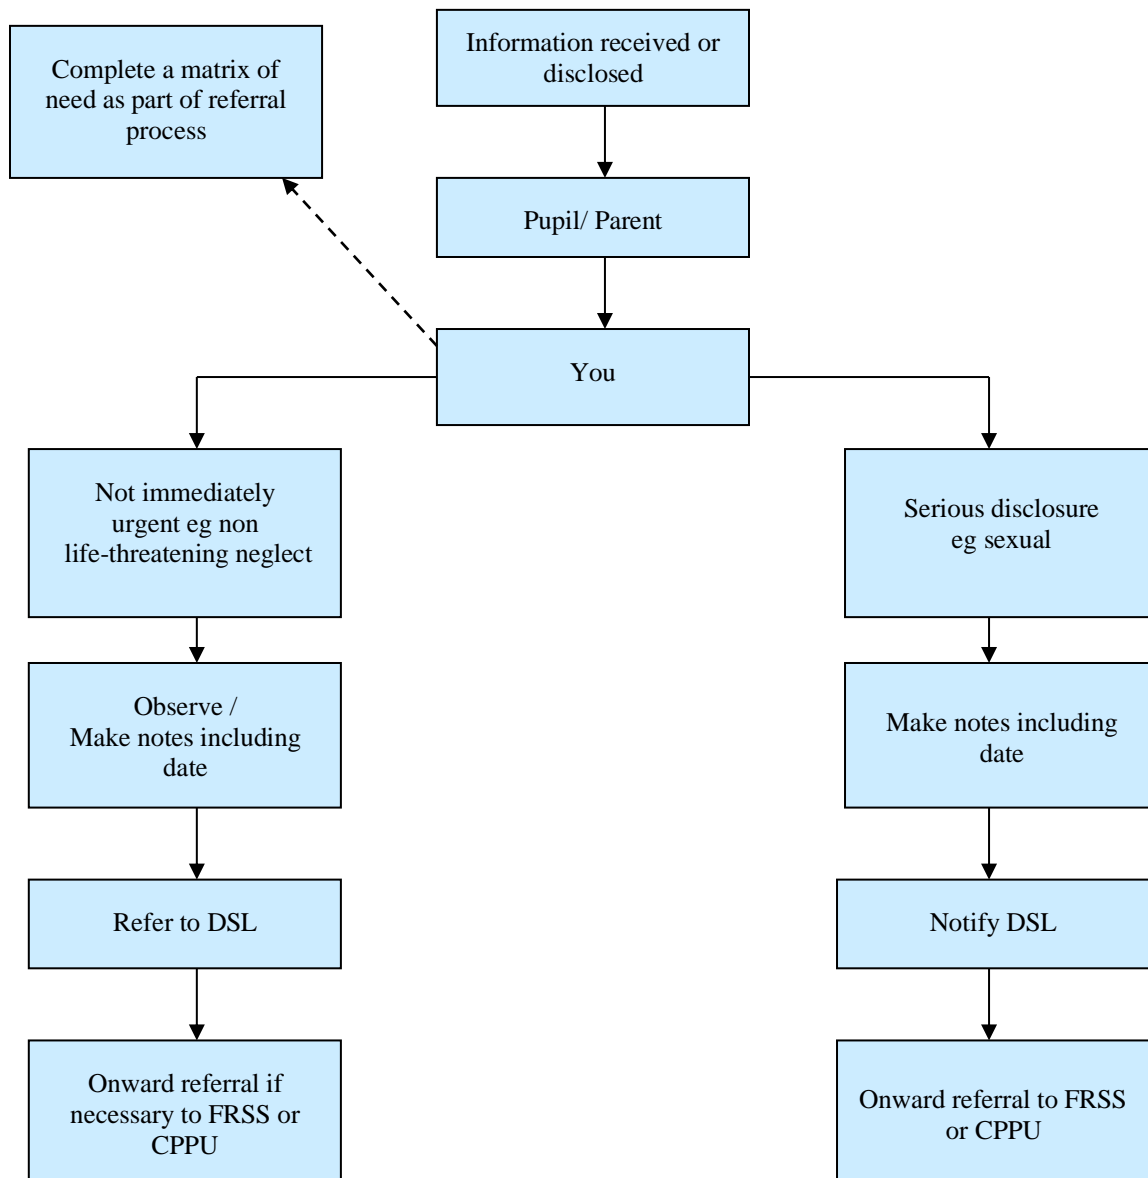 Complete a matrix of
need as part of referral
process
Information received or
disclosed
Pupil/ Parent
You
Not immediately
urgent eg non
life-threatening neglect
Serious disclosure
eg sexual
Observe /
Make notes including
date
Make notes including
date
Refer to DSL
Notify DSL
Onward referral if
necessary to FRSS or
CPPU
Onward referral to FRSS
or CPPU